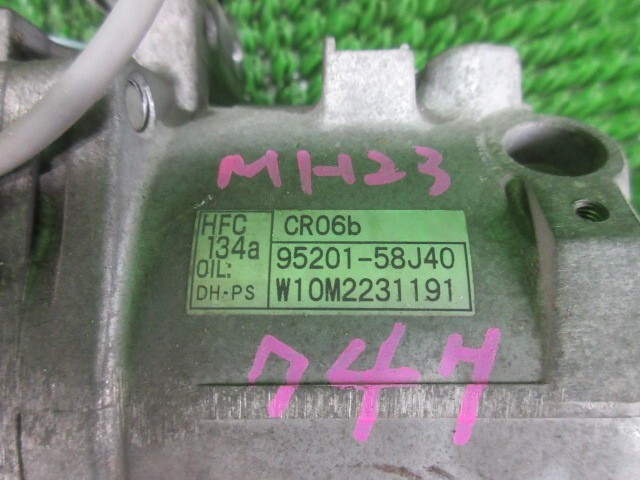 MH23
HFC 134a
OIL:
DH-PS
CR06b
95201-58J40
W10M2231191
747